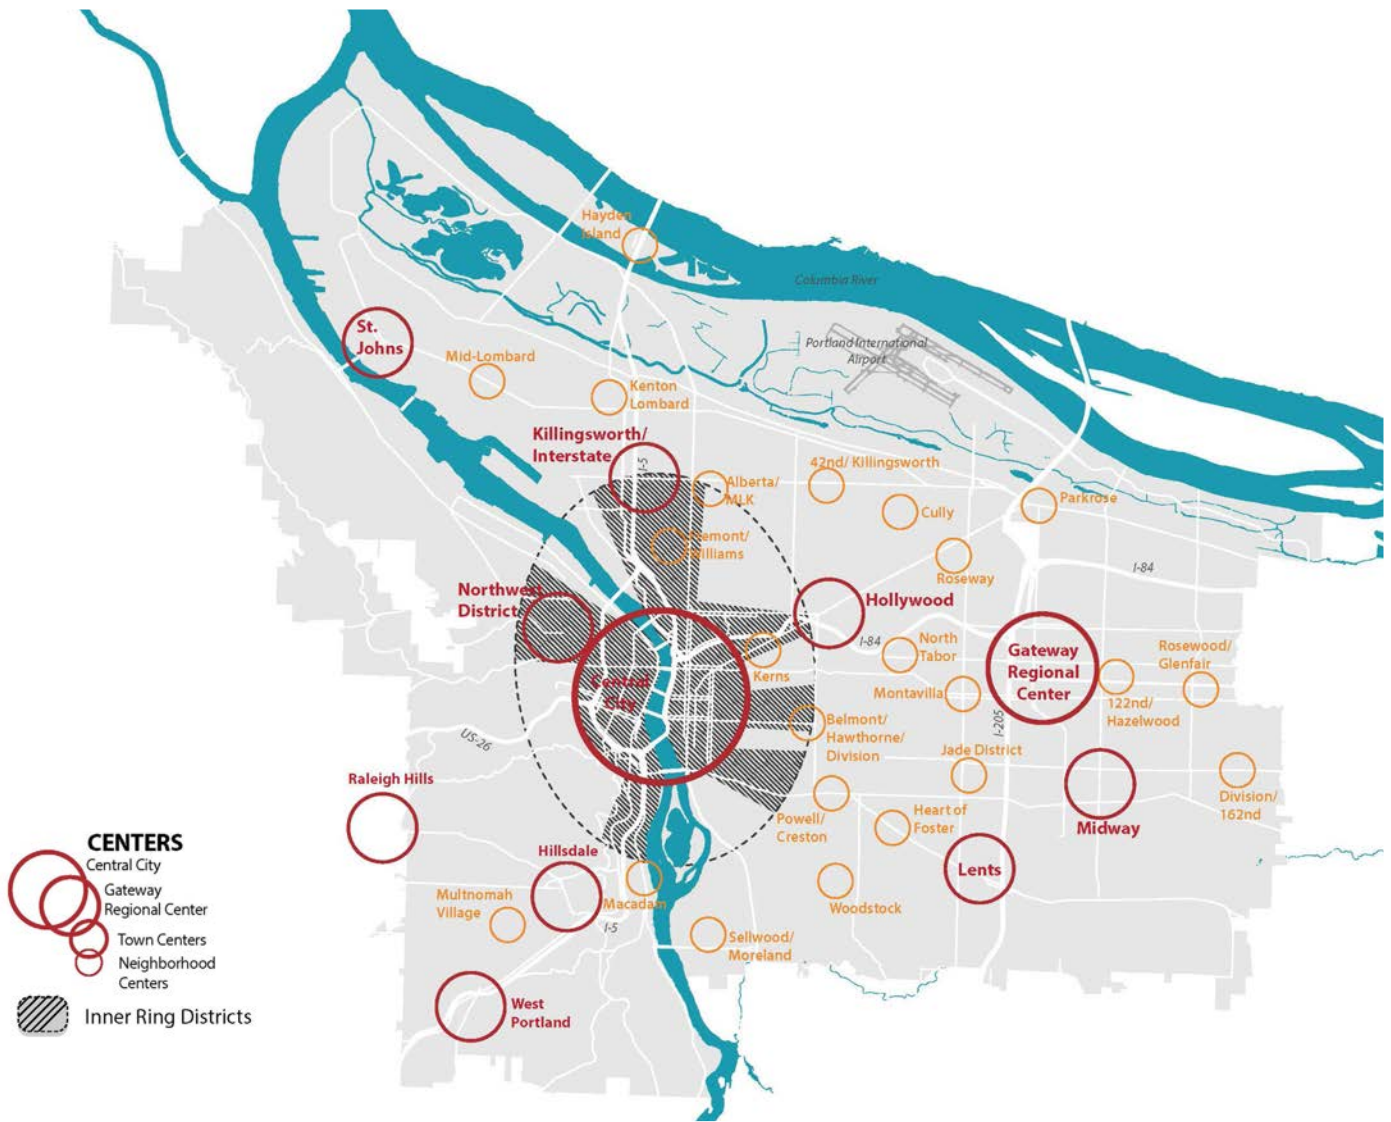 Hayden
Island
Columbia River
Portland International
Airport
St.
Johns
Mid-Lombard
Kenton
Lombard
Killingsworth/
Interstate
I-5
Alberta/
MLK
42nd/ Killingsworth
Cully
Parkrose
Fremont/
Williams
Roseway
I-84
Northwest
District
Hollywood
I-84
North
Tabor
Gateway
Regional
Center
Rosewood/
Glenfair
Central
City
Kerns
Montavilla
122nd/
Hazelwood
Belmont/
Hawthorne/
Division
I-205
US-26
Jade District
Raleigh Hills
Powell/
Creston
Heart of
Foster
Midway
Division/
162nd
Hillsdale
Lents
Multnomah
Village
Macadam
I-5
Woodstock
Sellwood/
Moreland
West
Portland
CENTERS
Central City
Gateway
Regional Center
Town Centers
Neighborhood
Centers
Inner Ring Districts